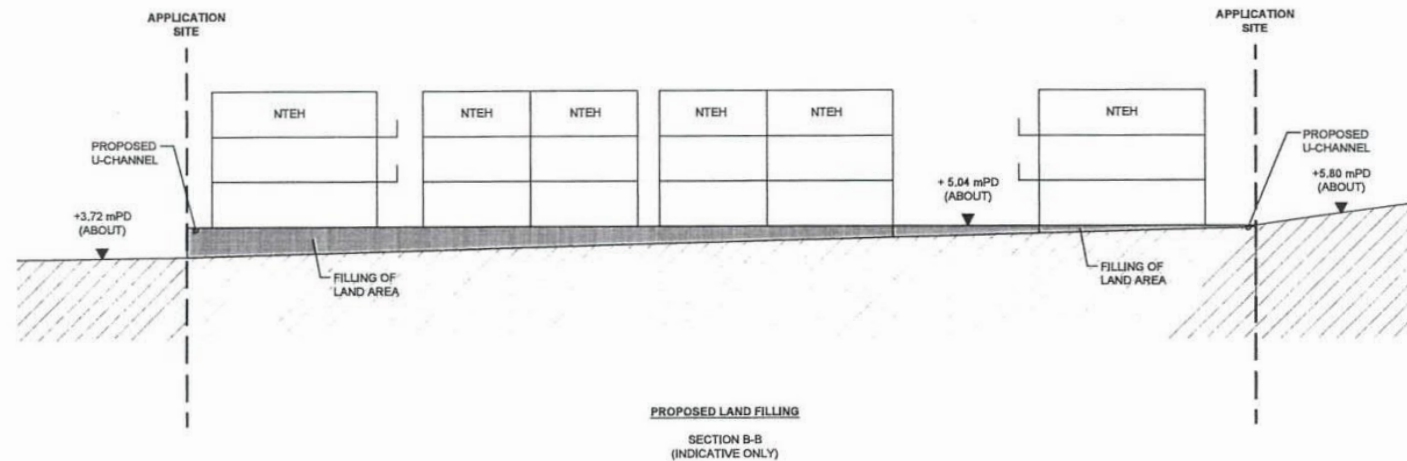 APPLICATION
SITE
APPLICATION
SITE
NTEH
NTEH
NTEH
NTEH
NTEH
NTEH
PROPOSED
U-CHANNEL
PROPOSED
U-CHANNEL
+3.72 mPD
(ABOUT)
+ 5.04 mPD
(ABOUT)
+5.80 mPD
(ABOUT)
FILLING OF
LAND AREA
FILLING OF
LAND AREA
PROPOSED LAND FILLING
SECTION B-B
(INDICATIVE ONLY)